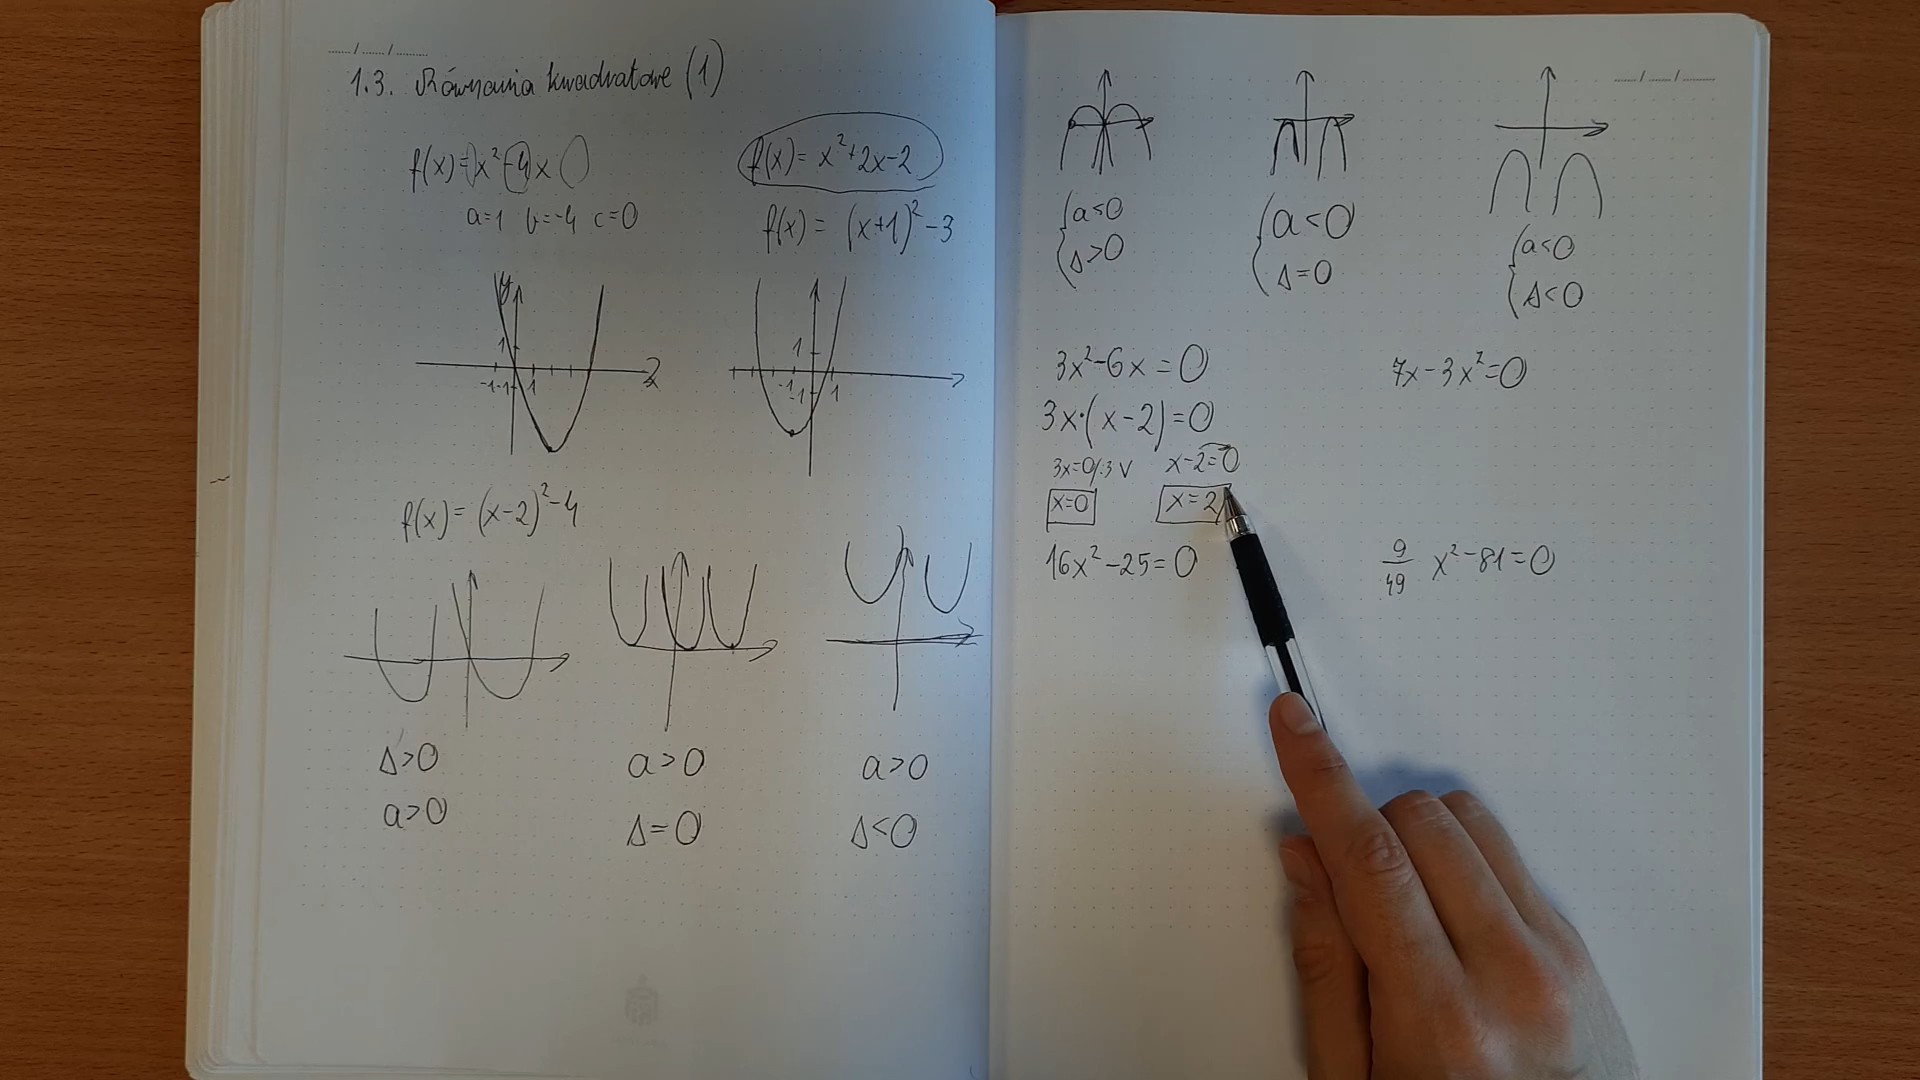 ...... / ...... / ..........
1.3. Równania kwadratowe (1)
f(x)=1x²-4x
a=1 b=-4 c=0
f(x)= x²+2x-2
f(x)= (x+1)²-3
y
1
-1 -1 1
x
1
-1 -1 1
f(x)= (x-2)²-4
Δ>0
a>0
a>0
Δ=0
a>0
Δ<0
...... / ...... / ..........
a<0
Δ>0
a<0
Δ=0
a<0
Δ<0
3x²-6x=0
3x·(x-2)=0
3x=0/:3 ∨ x-2=0
x=0 x=2
7x-3x²=0
16x²-25=0
9/49 x²-81=0